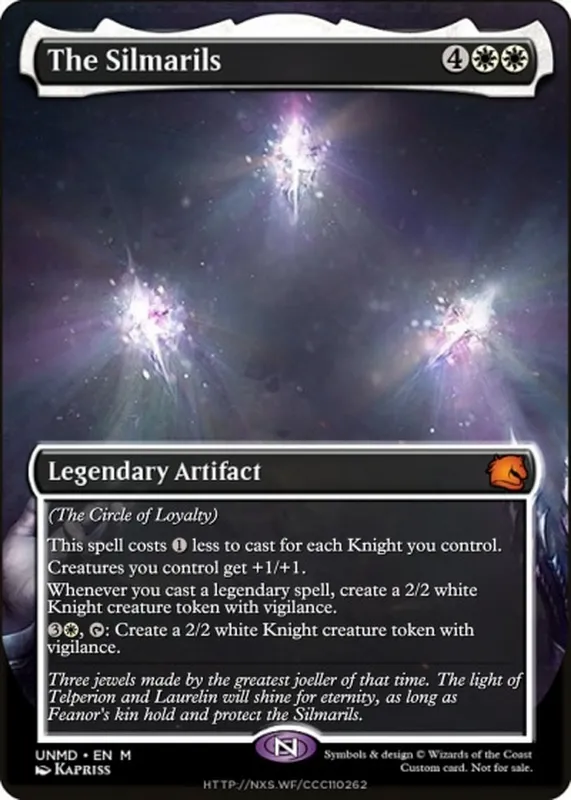 The Silmarils 4
Legendary Artifact
(The Circle of Loyalty)
This spell costs 1 less to cast for each Knight you control.
Creatures you control get +1/+1.
Whenever you cast a legendary spell, create a 2/2 white
Knight creature token with vigilance.
3, : Create a 2/2 white Knight creature token with
vigilance.
Three jewels made by the greatest joeller of that time. The light of
Telperion and Laurelin will shine for eternity, as long as
Feanor's kin hold and protect the Silmarils.
UNMD • EN M
Kapriss
N
Symbols & design © Wizards of the Coast
Custom card. Not for sale.
HTTP://NXS.WF/CCC110262